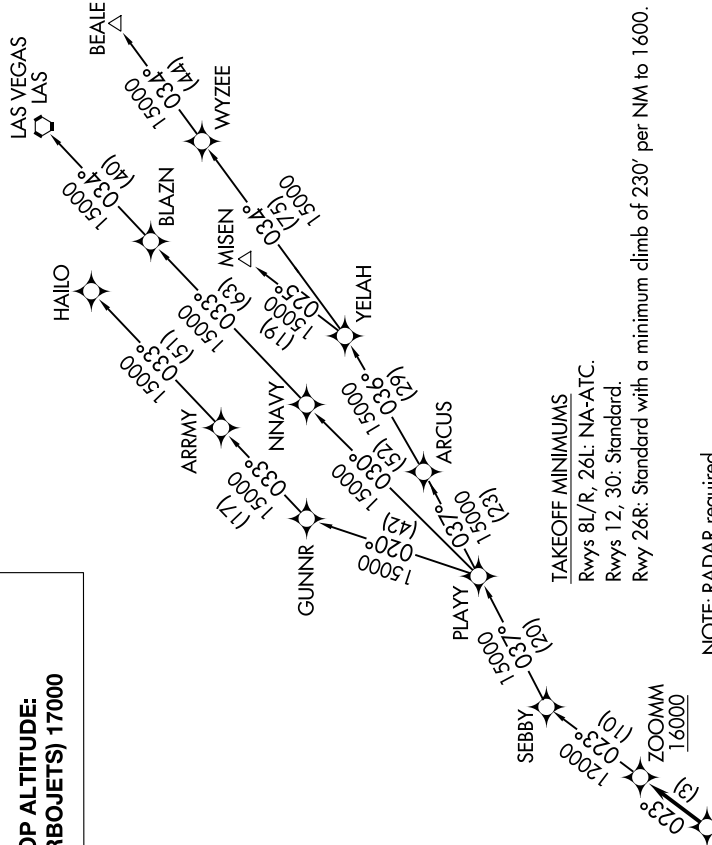 OP ALTITUDE:
RBOJETS) 17000
BEALE
034°
(44)
15000
WYZEE
LAS VEGAS
LAS
034°
(40)
15000
BLAZN
HAILO
033°
(51)
15000
ARRMY
033°
(63)
15000
NNAVY
MISEN
025°
15000
(19)
034°
(75)
15000
YELAH
036°
(29)
15000
ARCUS
033°
15000
(17)
GUNNR
020°
(42)
15000
030°
(52)
15000
037°
15000
(23)
PLAYY
037°
(20)
15000
SEBBY
023°
(10)
12000
ZOOMM
16000
023°
(3)
TAKEOFF MINIMUMS
Rwys 8L/R, 26L: NA-ATC.
Rwys 12, 30: Standard.
Rwy 26R: Standard with a minimum climb of 230' per NM to 1600.
NOTE: RADAR required